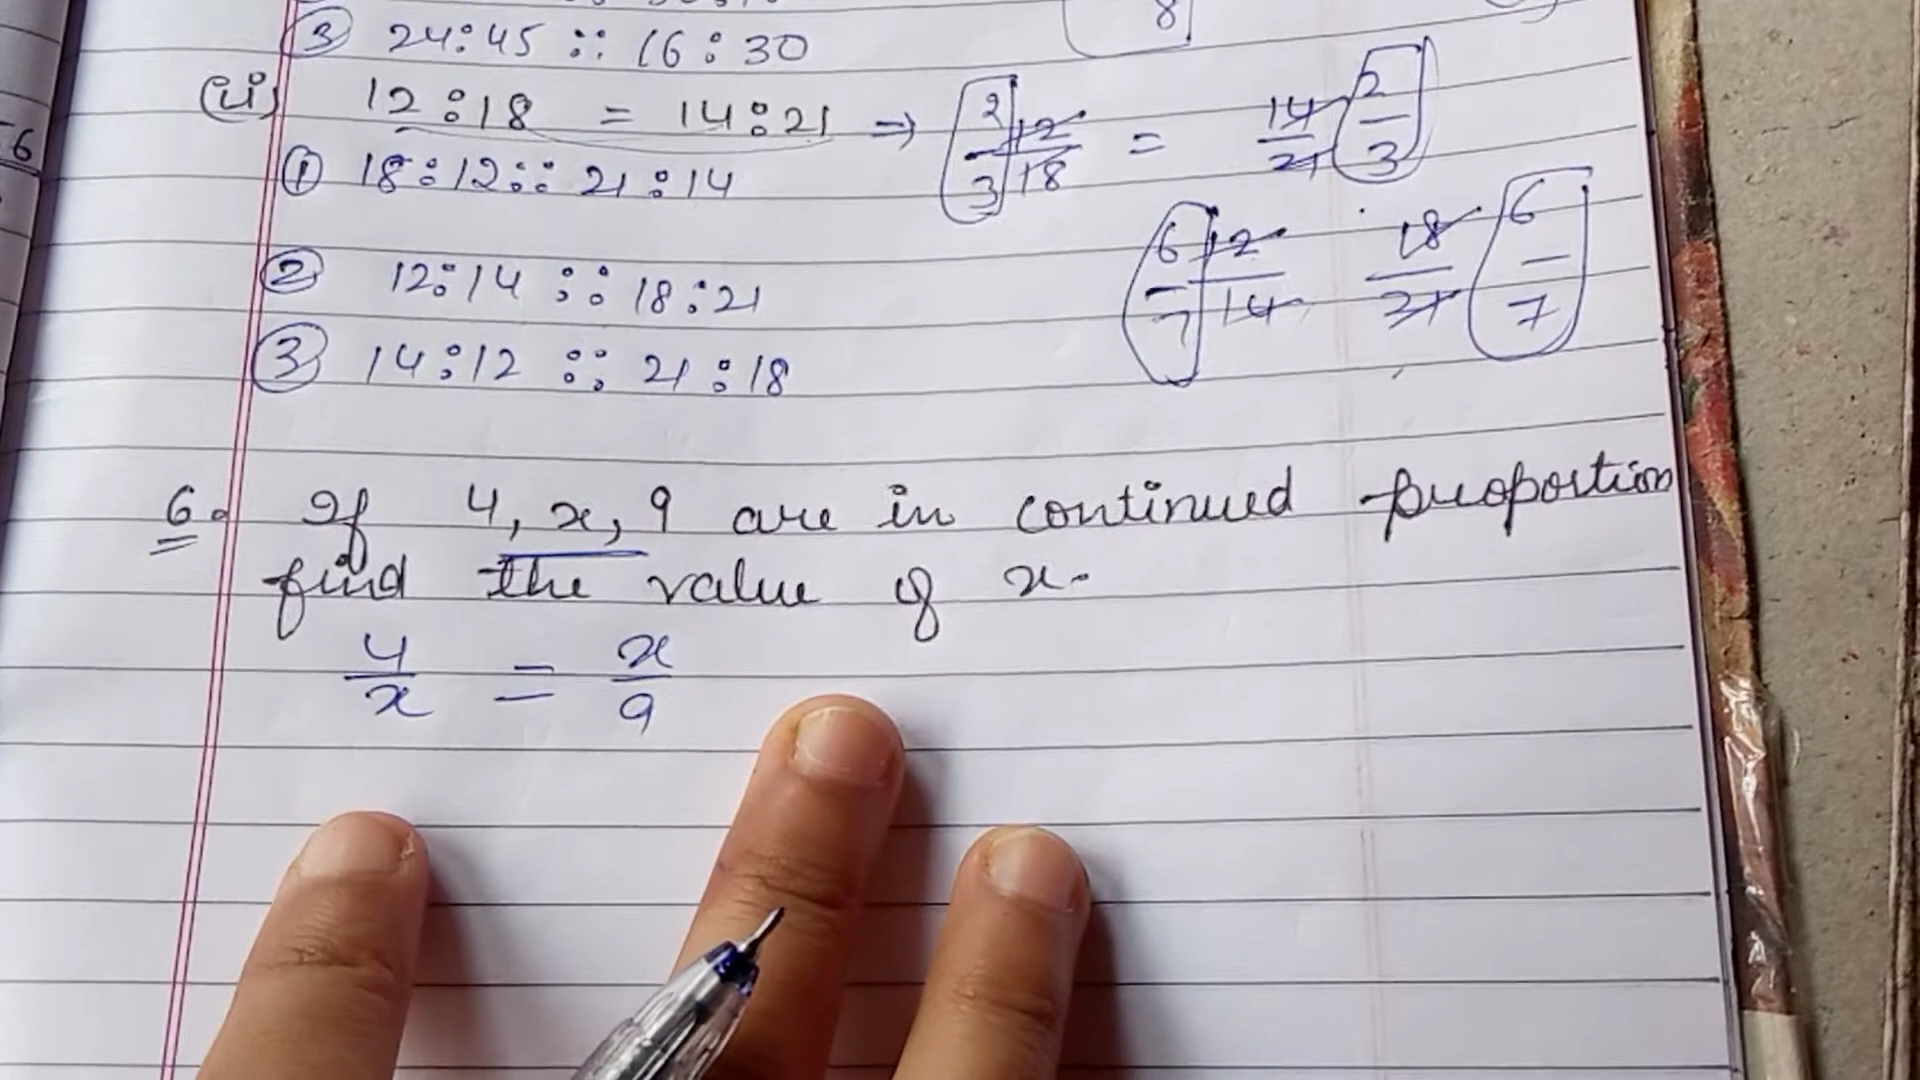 8
③ 24:45 :: 16:30
(ii) 12:18 = 14:21 ⇒ 2/3 12/18 = 14/21 2/3
① 18:12 :: 21:14
6/7 12/14 18/21 6/7
② 12:14 :: 18:21
③ 14:12 :: 21:18
6. If 4, x, 9 are in continued proportion
find the value of x.
4/x = x/9
6